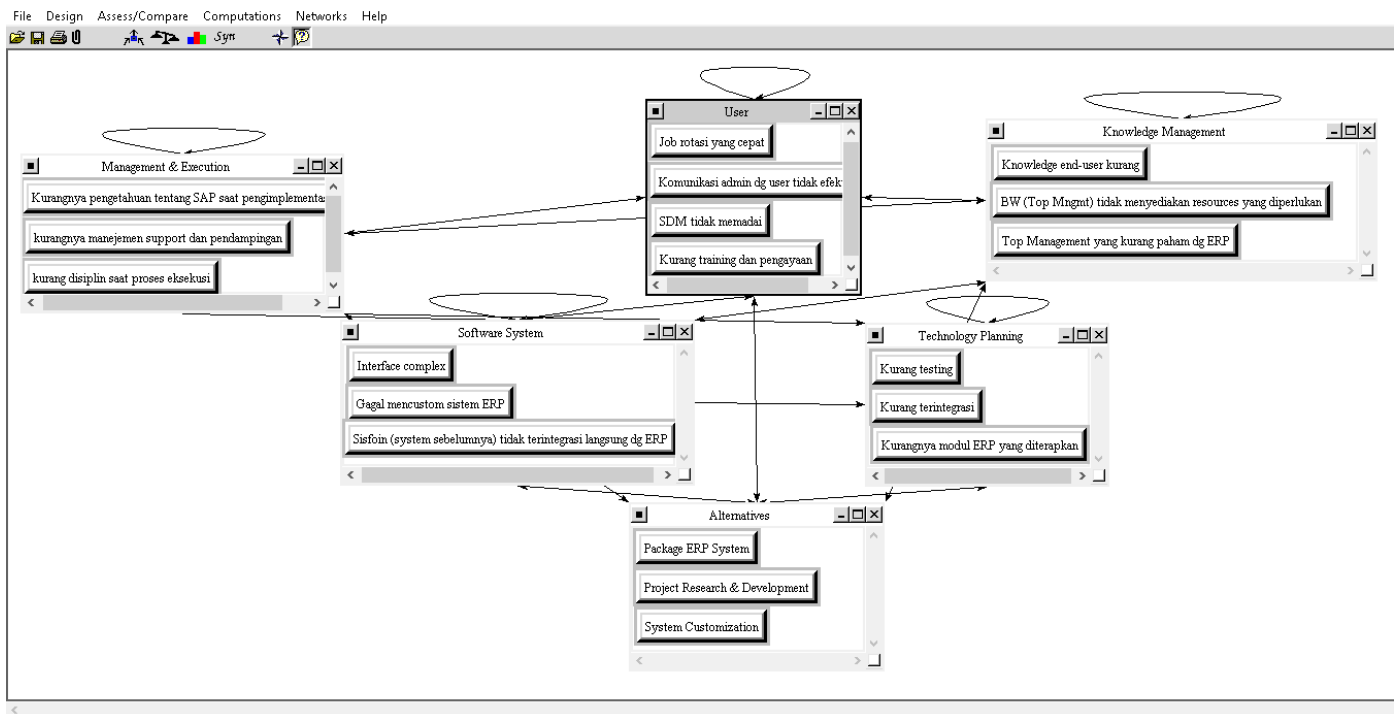 File Design Assess/Compare Computations Networks Help
Syn
User
Job rotasi yang cepat
Komunikasi admin dg user tidak efek
SDM tidak memadai
Kurang training dan pengayaan
Knowledge Management
Knowledge end-user kurang
BW (Top Mngmt) tidak menyediakan resources yang diperlukan
Top Management yang kurang paham dg ERP
Management & Execution
Kurangnya pengetahuan tentang SAP saat pengimplementas
kurangnya manejemen support dan pendampingan
kurang disiplin saat proses eksekusi
Software System
Interface complex
Gagal mencustom sistem ERP
Sisfoin (system sebelumnya) tidak terintegrasi langsung dg ERP
Technology Planning
Kurang testing
Kurang terintegrasi
Kurangnya modul ERP yang diterapkan
Alternatives
Package ERP System
Project Research & Development
System Customization